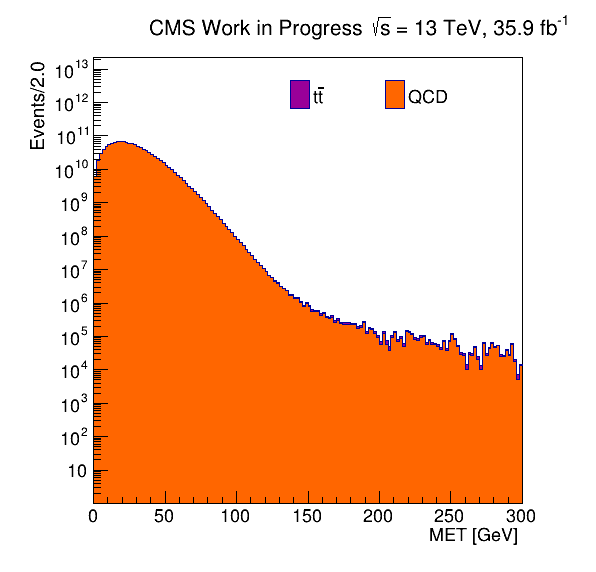 CMS Work in Progress √s = 13 TeV, 35.9 fb⁻¹
Events/2.0
tt̄
QCD
10¹³
10¹²
10¹¹
10¹⁰
10⁹
10⁸
10⁷
10⁶
10⁵
10⁴
10³
10²
10
0 50 100 150 200 250 300
MET [GeV]